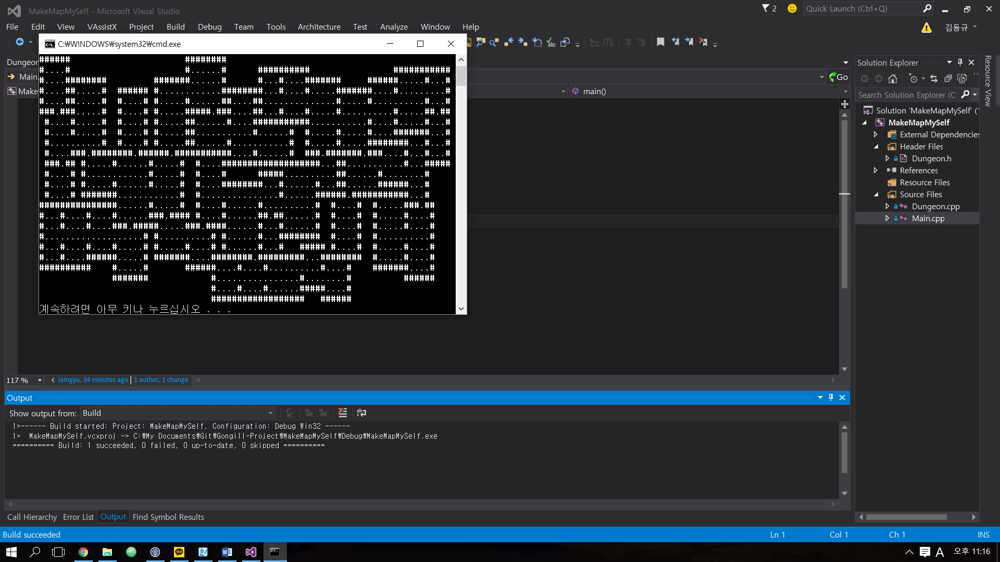 MakeMapMySelf - Microsoft Visual Studio
2
Quick Launch (Ctrl+Q)
File Edit View VAssistX Project Build Debug Team Tools Architecture Test Analyze Window Help
김동규
C:₩WINDOWS₩system32₩cmd.exe
계속하려면 아무 키나 누르십시오 . . .
Dungeon
Main.
Go
Make
main()
117 %
iamgyu, 34 minutes ago | 1 author, 1 change
Output
Show output from: Build
1>------ Build started: Project: MakeMapMySelf, Configuration: Debug Win32 ------
1>  MakeMapMySelf.vcxproj -> C:₩My Documents₩Git₩Gongill-Project₩MakeMapMySelf₩Debug₩MakeMapMySelf.exe
========== Build: 1 succeeded, 0 failed, 0 up-to-date, 0 skipped ==========
Call Hierarchy Error List Output Find Symbol Results
Solution Explorer
Search Solution Explorer (C
Solution 'MakeMapMySelf' (
MakeMapMySelf
External Dependencies
Header Files
Dungeon.h
References
Resource Files
Source Files
Dungeon.cpp
Main.cpp
Resource View
Build succeeded
Ln 1 Col 1 Ch 1 INS
A 오후 11:16